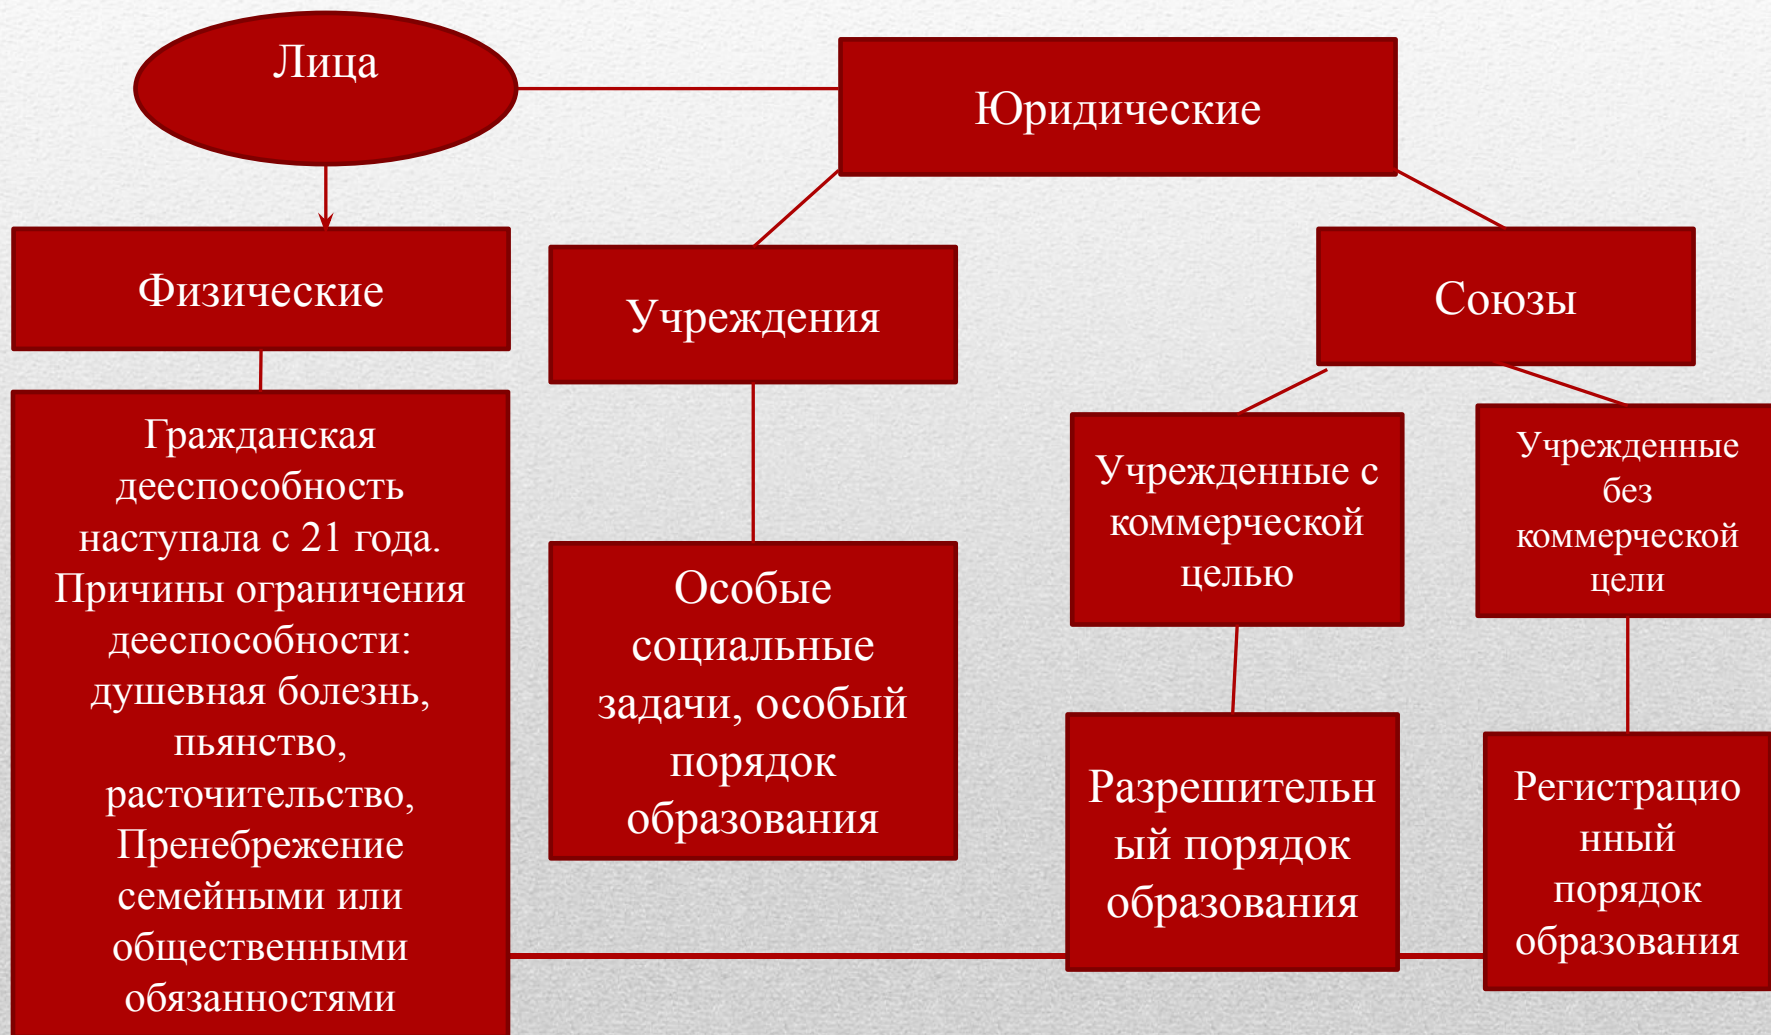 Лица
Юридические
Физические
Учреждения
Союзы
Гражданская
дееспособность
наступала с 21 года.
Причины ограничения
дееспособности:
душевная болезнь,
пьянство,
расточительство,
Пренебрежение
семейными или
общественными
обязанностями
Особые
социальные
задачи, особый
порядок
образования
Учрежденные с
коммерческой
целью
Учрежденные
без
коммерческой
цели
Разрешительн
ый порядок
образования
Регистрацио
нный
порядок
образования